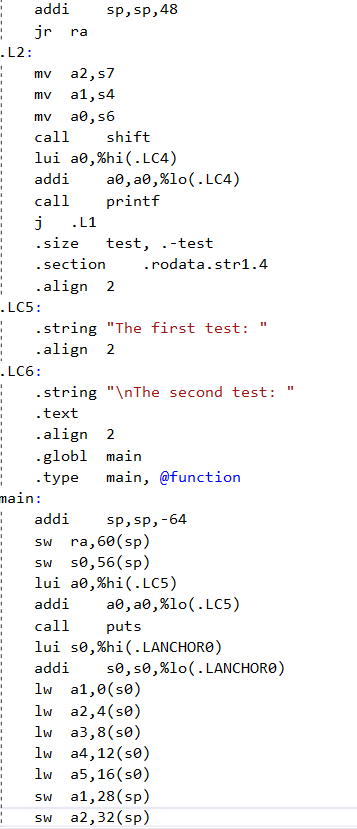 addi sp,sp,48
jr ra
.L2:
mv a2,s7
mv a1,s4
mv a0,s6
call shift
lui a0,%hi(.LC4)
addi a0,a0,%lo(.LC4)
call printf
j .L1
.size test, .-test
.section .rodata.str1.4
.align 2
.LC5:
.string "The first test: "
.align 2
.LC6:
.string "\nThe second test: "
.text
.align 2
.globl main
.type main, @function
main:
addi sp,sp,-64
sw ra,60(sp)
sw s0,56(sp)
lui a0,%hi(.LC5)
addi a0,a0,%lo(.LC5)
call puts
lui s0,%hi(.LANCHOR0)
addi s0,s0,%lo(.LANCHOR0)
lw a1,0(s0)
lw a2,4(s0)
lw a3,8(s0)
lw a4,12(s0)
lw a5,16(s0)
sw a1,28(sp)
sw a2,32(sp)